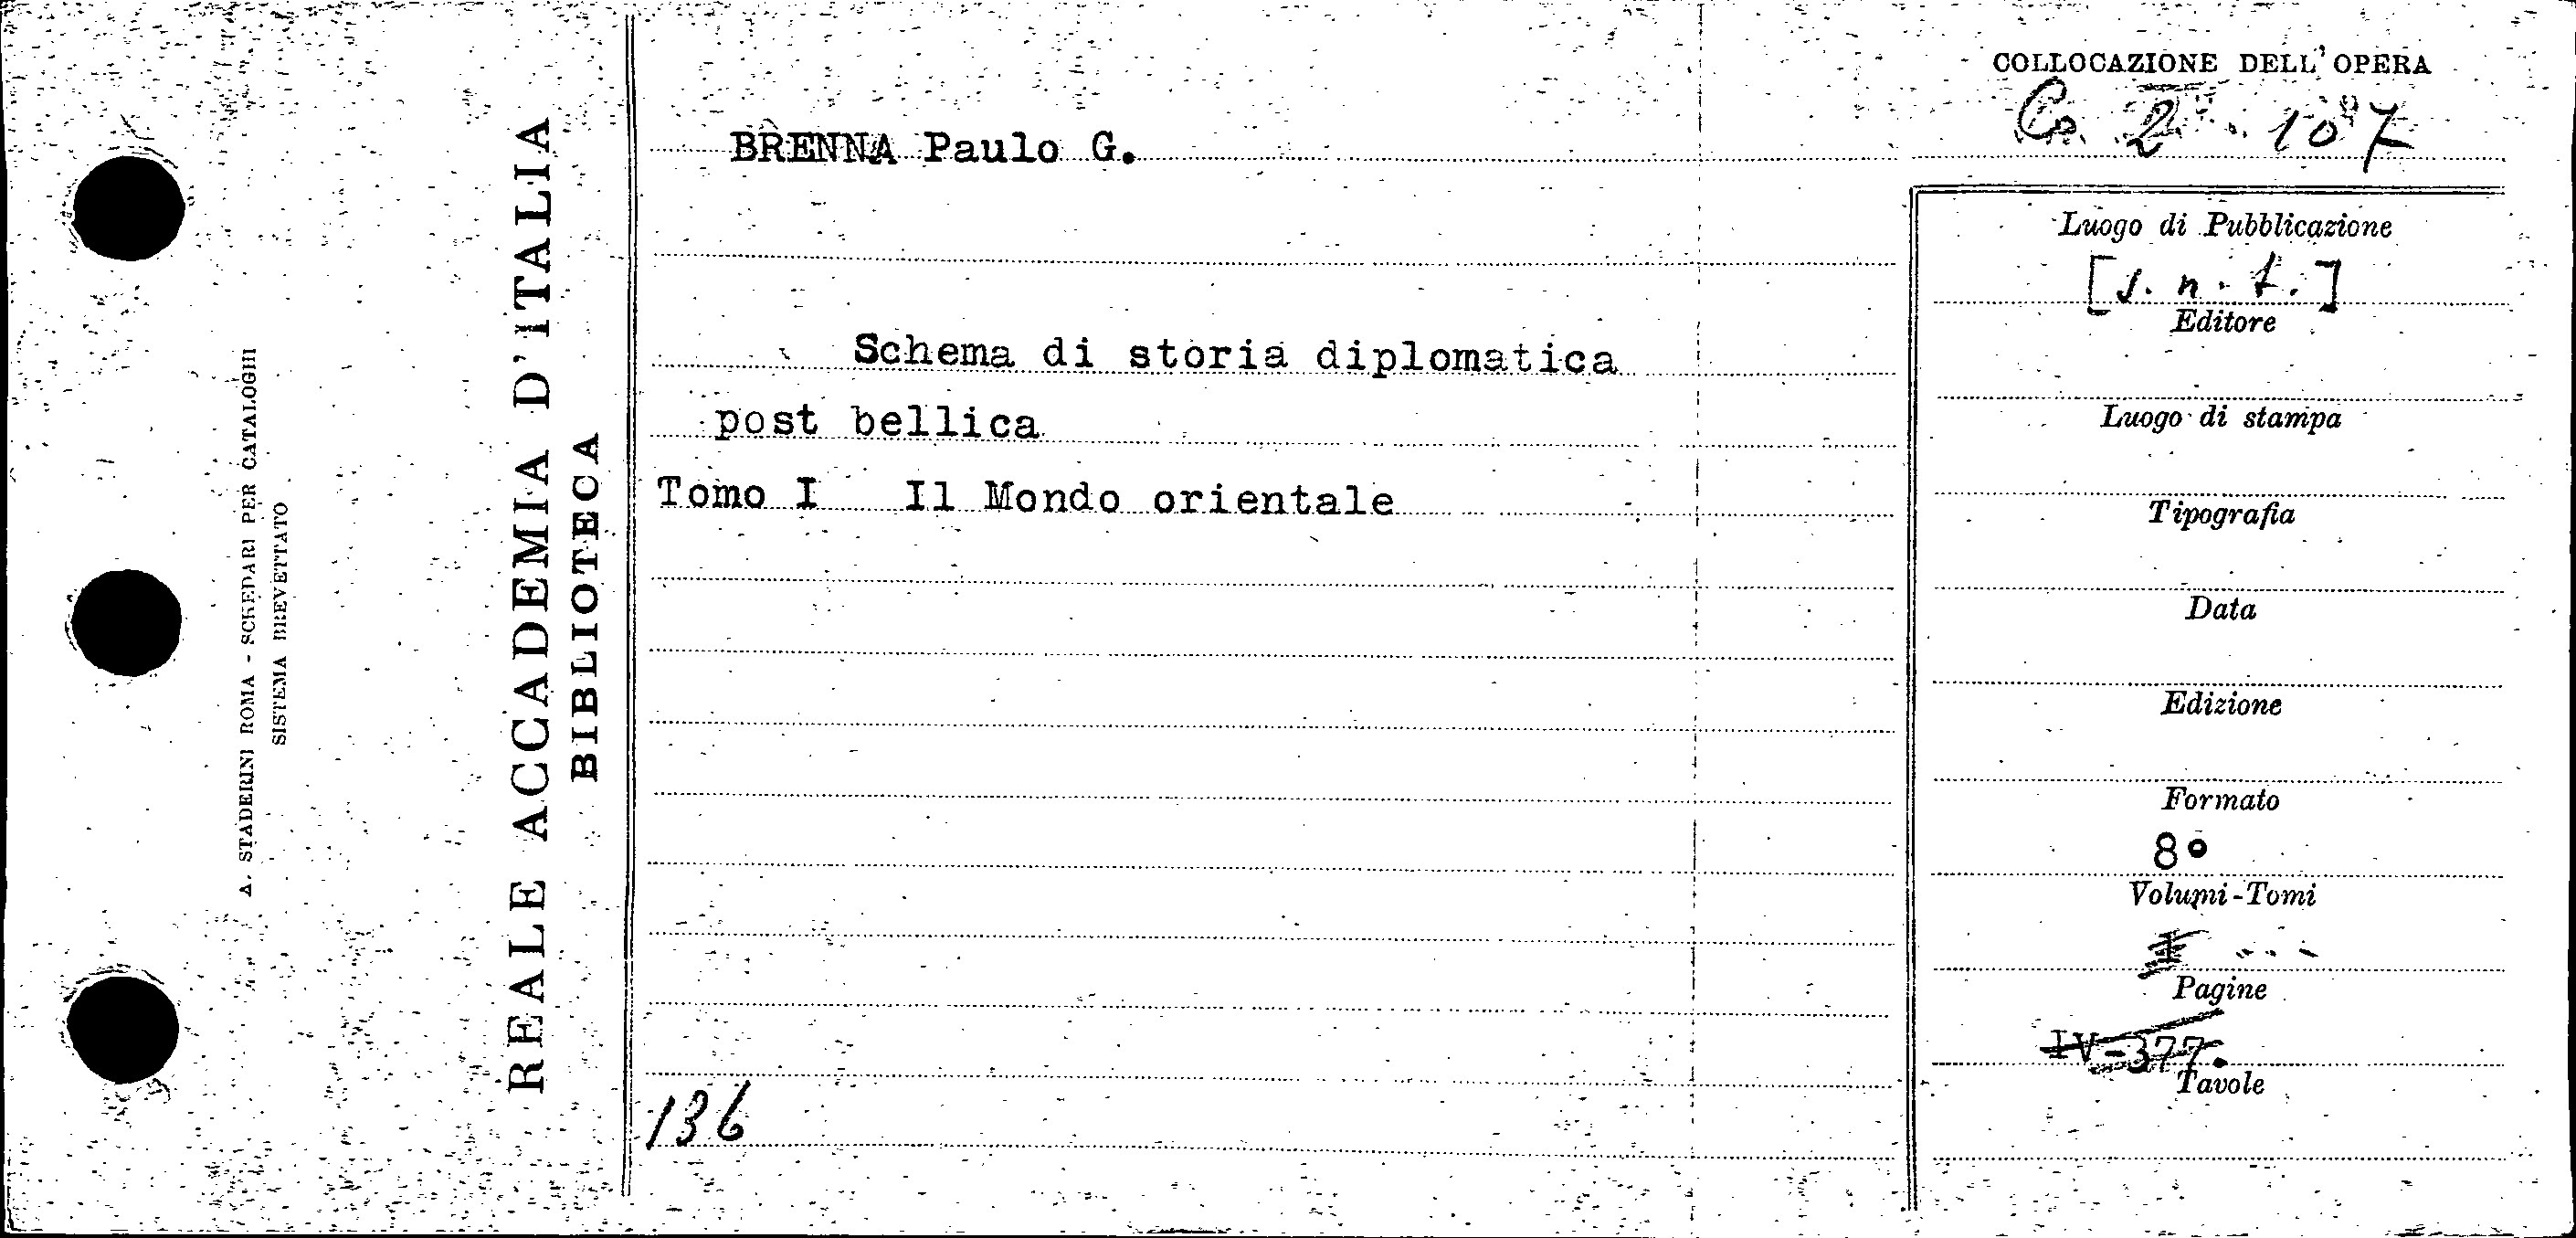 A. STADERINI ROMA - SCHEDARI PER CATALOGHI
SISTEMA BREVETTATO
REALE ACCADEMIA D'ITALIA
BIBLIOTECA
BRENNA Paulo G.
Schema di storia diplomatica
post bellica
Tomo I Il Mondo orientale
136
COLLOCAZIONE DELL'OPERA
2 107
Luogo di Pubblicazione
[s. n. t.]
Editore
Luogo di stampa
Tipografia
Data
Edizione
Formato
8°
Volumi-Tomi
I
Pagine
IV-377.
Tavole